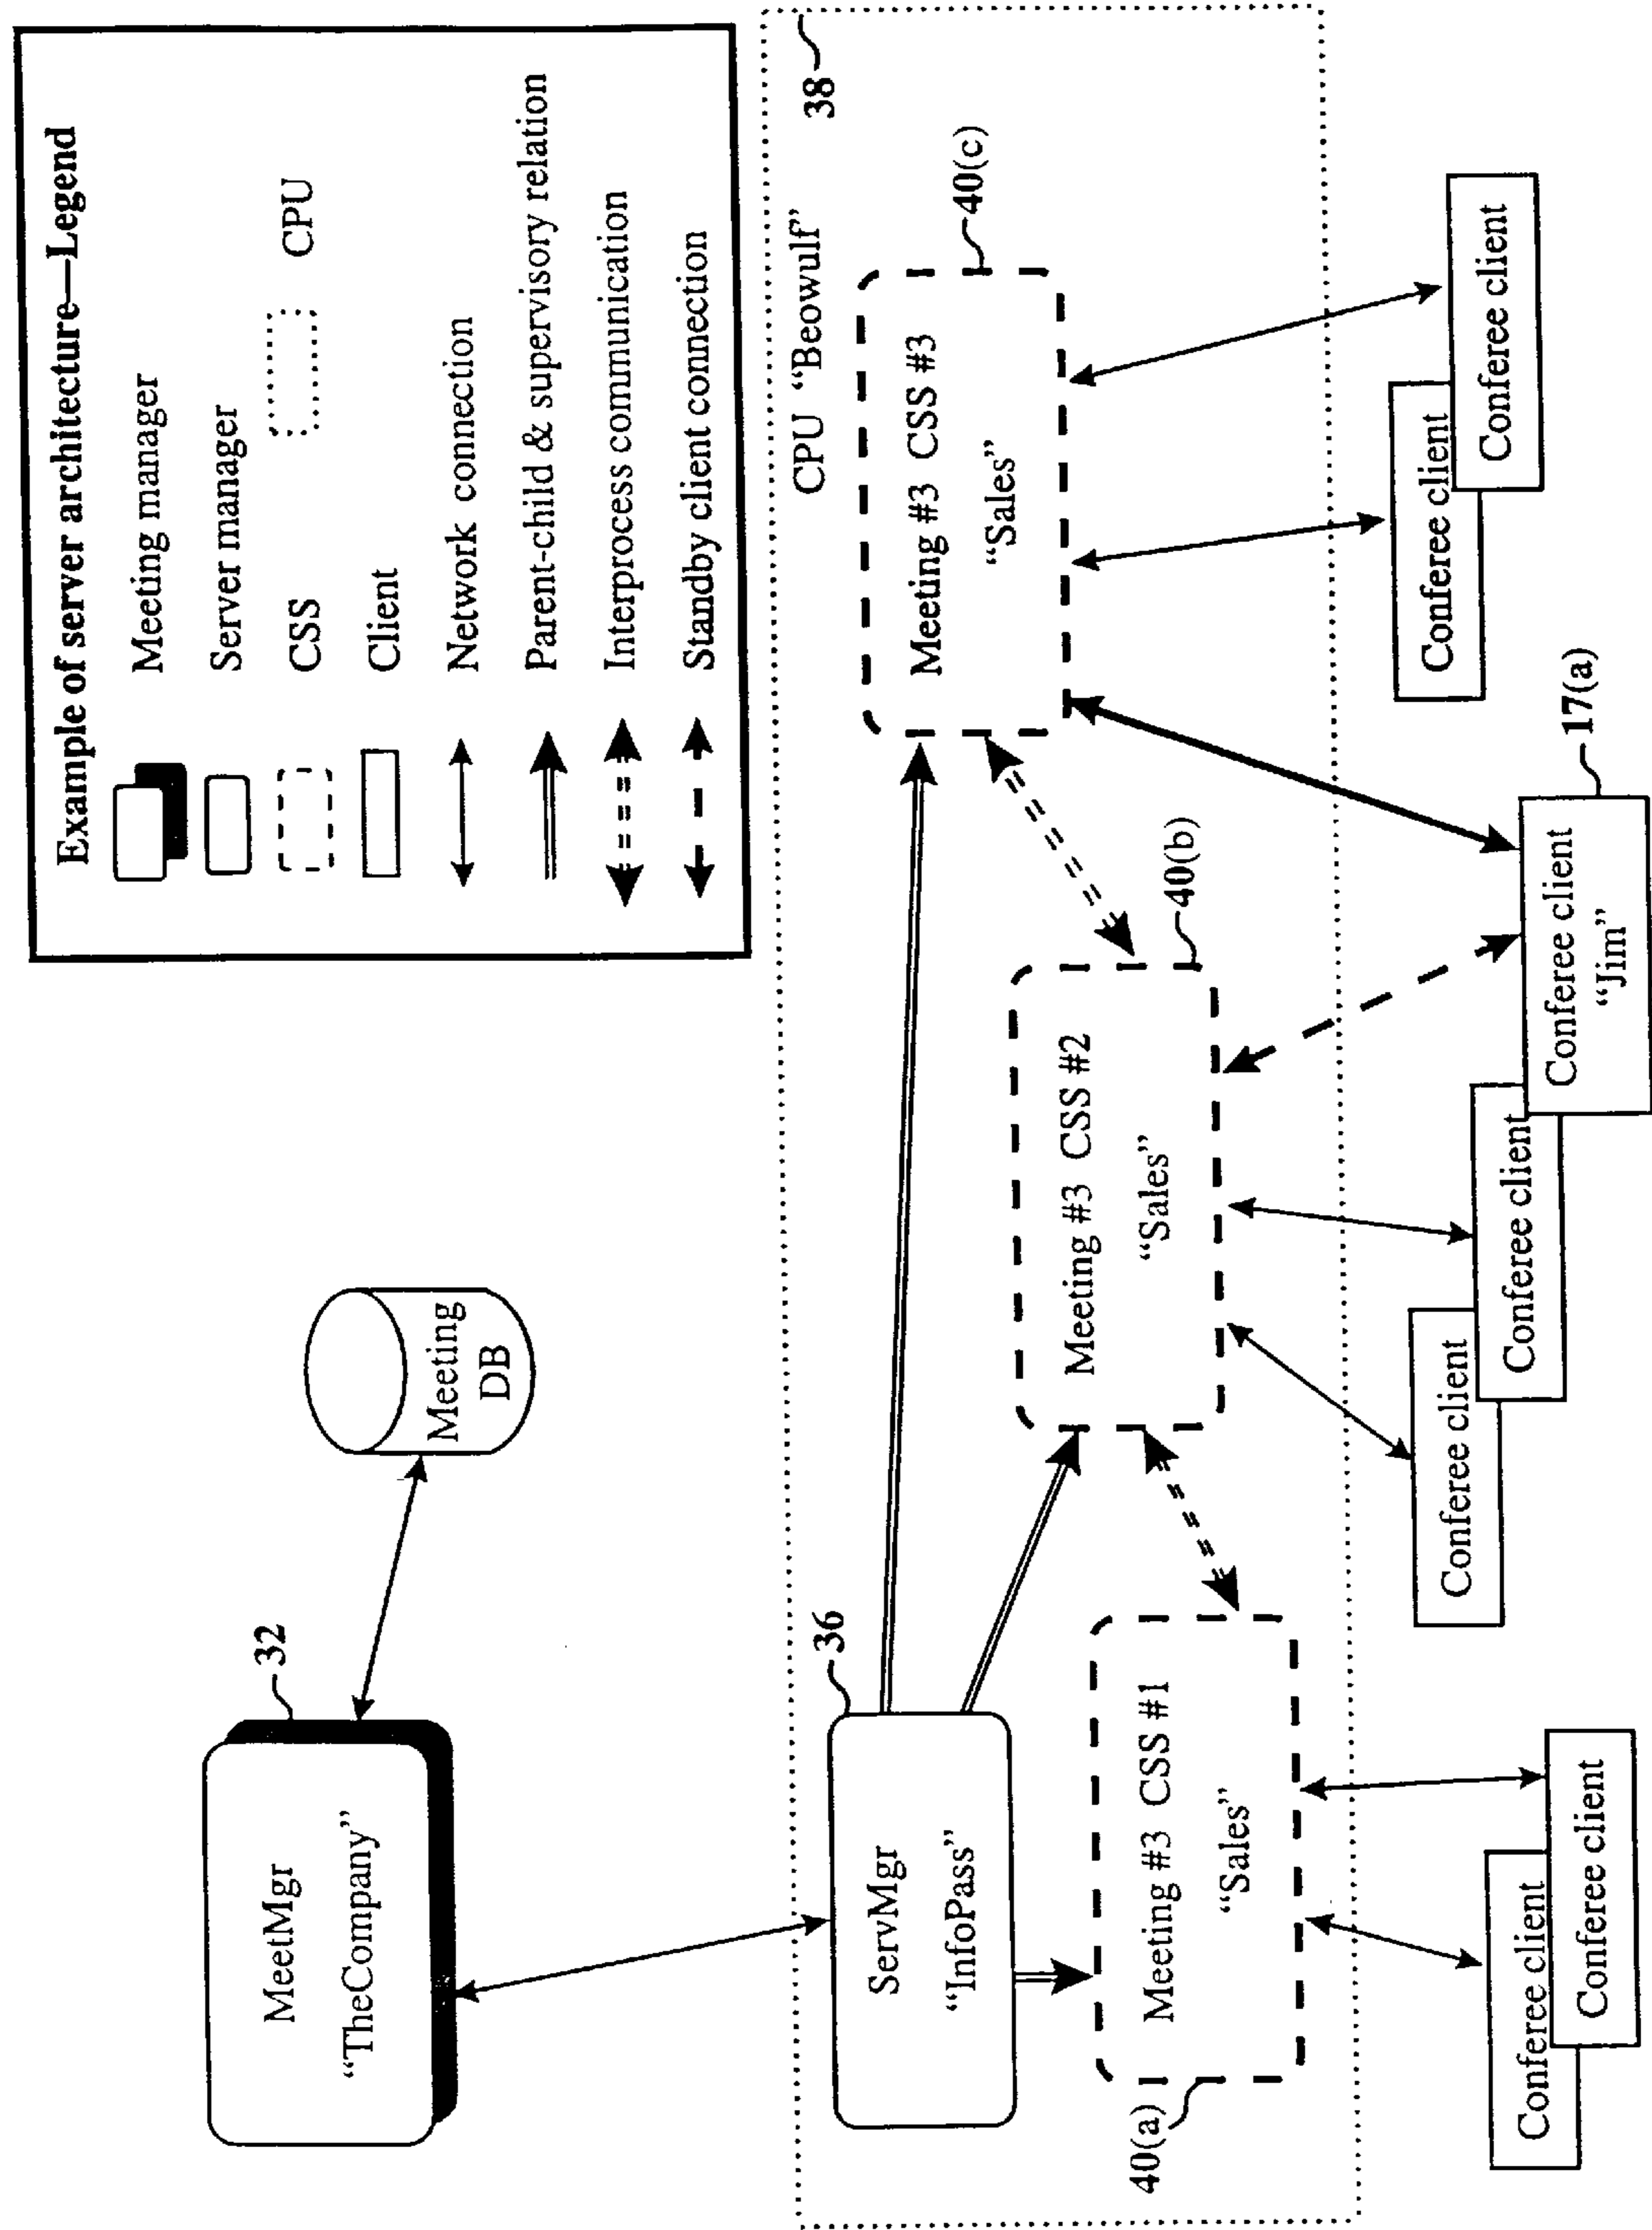 Example of server architecture—Legend
Meeting manager
Server manager
CSS
CPU
Client
Network connection
Parent-child & supervisory relation
Interprocess communication
Standby client connection
MeetMgr
“TheCompany”
32
Meeting
DB
CPU “Beowulf”
38
ServMgr
“InfoPass”
36
Meeting #3 CSS #1
“Sales”
40(a)
Meeting #3 CSS #2
“Sales”
40(b)
Meeting #3 CSS #3
“Sales”
40(c)
Conferee client
Conferee client
Conferee client
Conferee client
Conferee client
“Jim”
17(a)
Conferee client
Conferee client